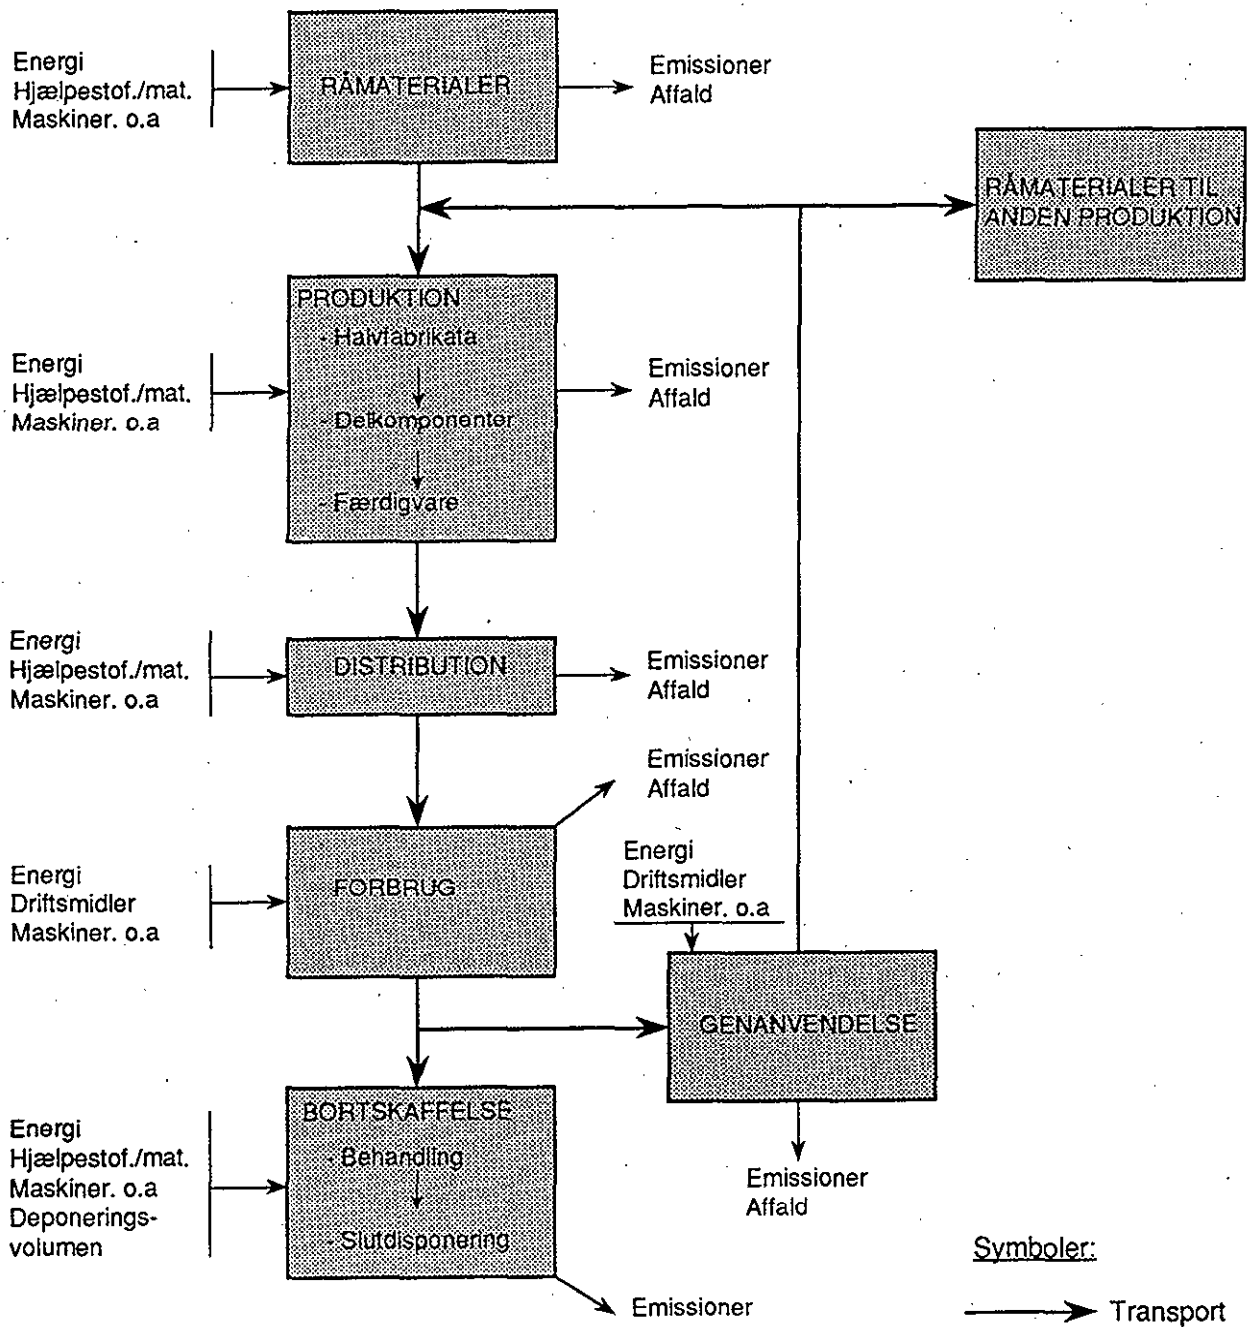 Energi
Hjælpestof./mat.
Maskiner. o.a
RÅMATERIALER
Emissioner
Affald
RÅMATERIALER TIL
ANDEN PRODUKTION
PRODUKTION
- Halvfabrikata
- Delkomponenter
- Færdigvare
Energi
Hjælpestof./mat.
Maskiner. o.a
Emissioner
Affald
Energi
Hjælpestof./mat.
Maskiner. o.a
DISTRIBUTION
Emissioner
Affald
Emissioner
Affald
Energi
Driftsmidler
Maskiner. o.a
FORBRUG
Energi
Driftsmidler
Maskiner. o.a
GENANVENDELSE
Emissioner
Affald
Energi
Hjælpestof./mat.
Maskiner. o.a
Deponerings-
volumen
BORTSKAFFELSE
- Behandling
- Slutdisponering
Emissioner
Symboler:
Transport